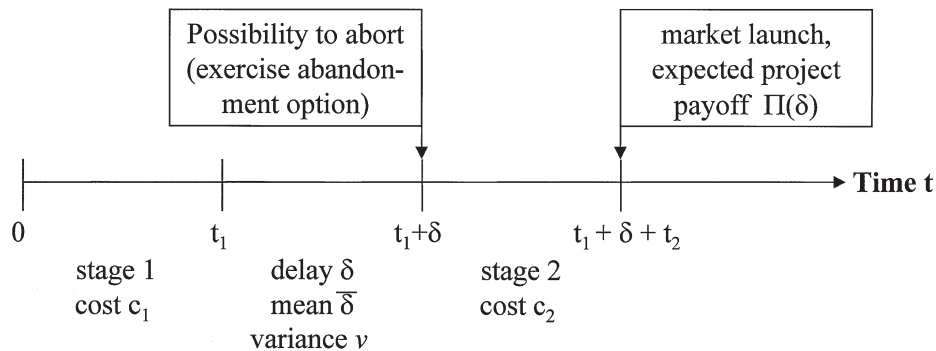 Possibility to abort
(exercise abandon-
ment option)
market launch,
expected project
payoff Π(δ)
Time t
0
t₁
t₁+δ
t₁ + δ + t₂
stage 1
cost c₁
delay δ
mean δ̅
variance v
stage 2
cost c₂